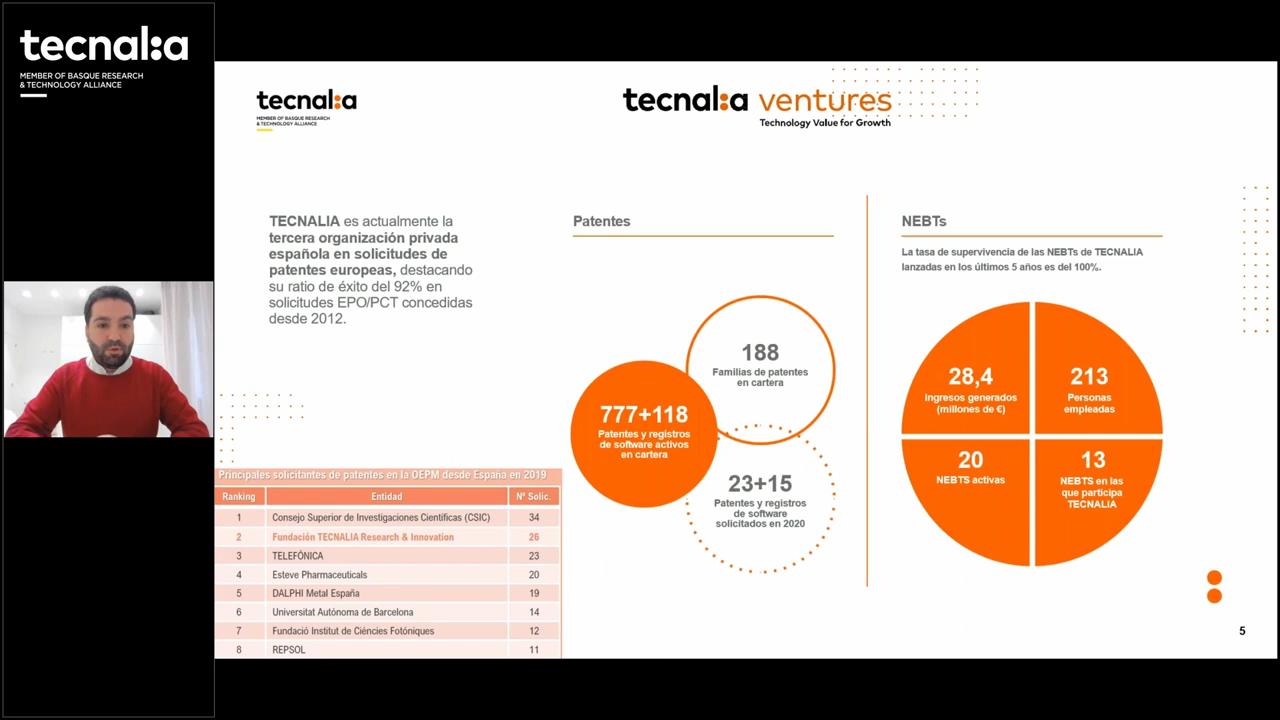 tecnal:a
MEMBER OF BASQUE RESEARCH
& TECHNOLOGY ALLIANCE
tecnal:a
MEMBER OF BASQUE RESEARCH
& TECHNOLOGY ALLIANCE
tecnal:a ventures
Technology Value for Growth
TECNALIA es actualmente la
tercera organización privada
española en solicitudes de
patentes europeas, destacando
su ratio de éxito del 92% en
solicitudes EPO/PCT concedidas
desde 2012.
Principales solicitantes de patentes en la OEPM desde España en 2019
Ranking Entidad Nº Solic.
1 Consejo Superior de Investigaciones Científicas (CSIC) 34
2 Fundación TECNALIA Research & Innovation 26
3 TELEFÓNICA 23
4 Esteve Pharmaceuticals 20
5 DALPHI Metal España 19
6 Universitat Autònoma de Barcelona 14
7 Fundació Institut de Ciències Fotòniques 12
8 REPSOL 11
Patentes
188
Familias de patentes
en cartera
777+118
Patentes y registros
de software activos
en cartera
23+15
Patentes y registros
de software
solicitados en 2020
NEBTs
La tasa de supervivencia de las NEBTs de TECNALIA
lanzadas en los últimos 5 años es del 100%.
28,4
Ingresos generados
(millones de €)
213
Personas
empleadas
20
NEBTS activas
13
NEBTS en las
que participa
TECNALIA
5